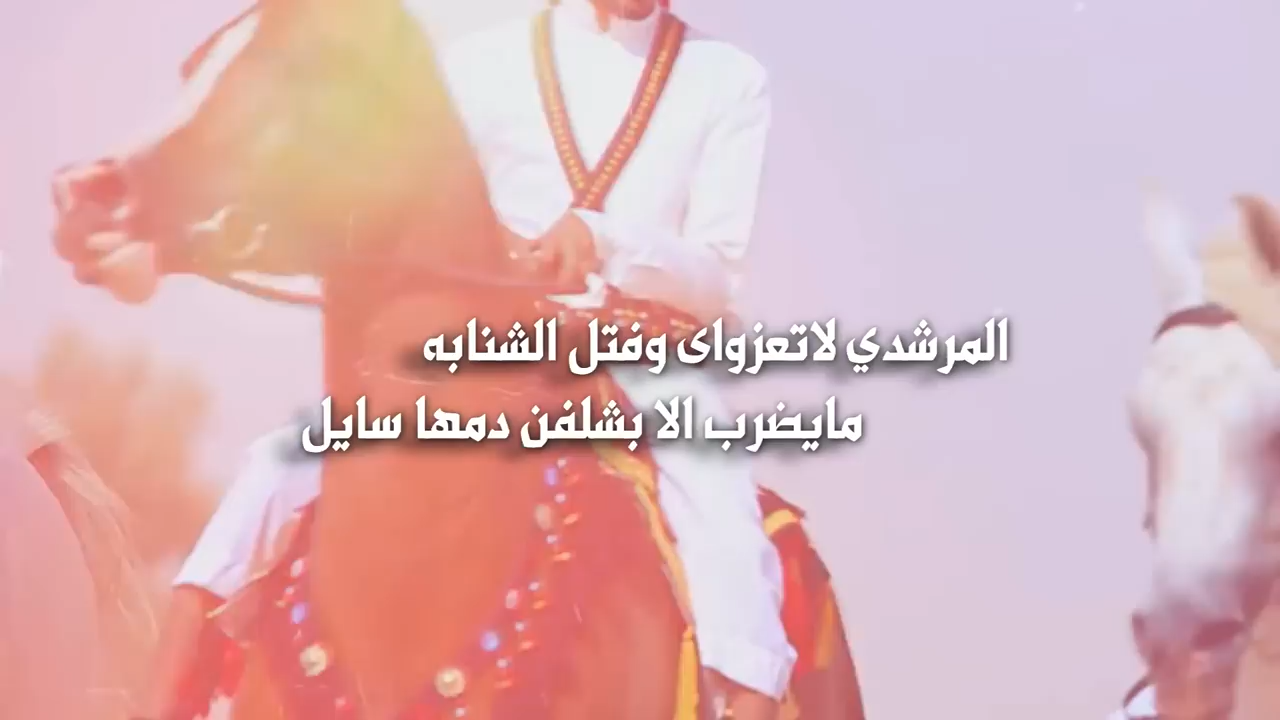 المرشدي لاتعزواى وفتل الشنابه
مايضرب الا بشلفن دمها سايل